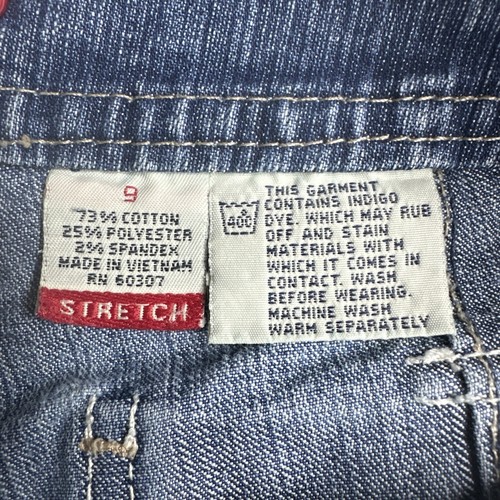 9
73% COTTON
25% POLYESTER
2% SPANDEX
MADE IN VIETNAM
RN 60307
STRETCH
40C
THIS GARMENT
CONTAINS INDIGO
DYE. WHICH MAY RUB
OFF AND STAIN
MATERIALS WITH
WHICH IT COMES IN
CONTACT. WASH
BEFORE WEARING.
MACHINE WASH
WARM SEPARATELY